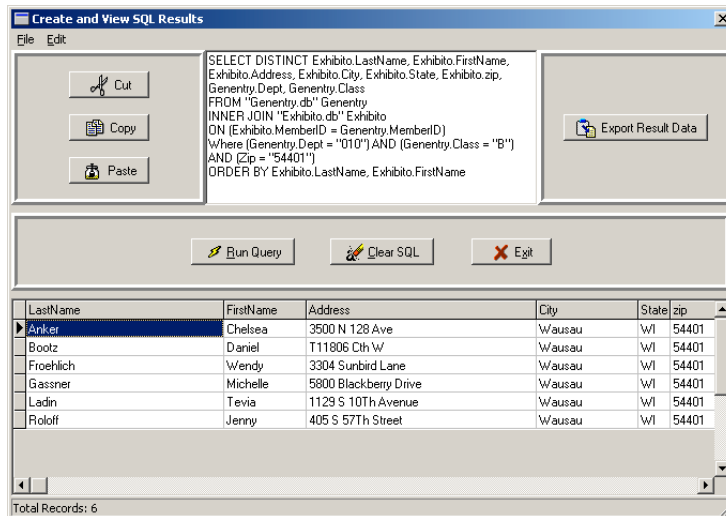 Create and View SQL Results
File Edit
Cut
Copy
Paste
SELECT DISTINCT Exhibito.LastName, Exhibito.FirstName,
Exhibito.Address, Exhibito.City, Exhibito.State, Exhibito.zip,
Genentry.Dept, Genentry.Class
FROM "Genentry.db" Genentry
INNER JOIN "Exhibito.db" Exhibito
ON (Exhibito.MemberID = Genentry.MemberID)
Where (Genentry.Dept = "010") AND (Genentry.Class = "B")
AND (Zip = "54401")
ORDER BY Exhibito.LastName, Exhibito.FirstName
Export Result Data
Run Query Clear SQL Exit
LastName FirstName Address City State zip
Anker Chelsea 3500 N 128 Ave Wausau WI 54401
Bootz Daniel T11806 Cth W Wausau WI 54401
Froehlich Wendy 3304 Sunbird Lane Wausau WI 54401
Gassner Michelle 5800 Blackberry Drive Wausau WI 54401
Ladin Tevia 1129 S 10Th Avenue Wausau WI 54401
Roloff Jenny 405 S 57Th Street Wausau WI 54401
Total Records: 6